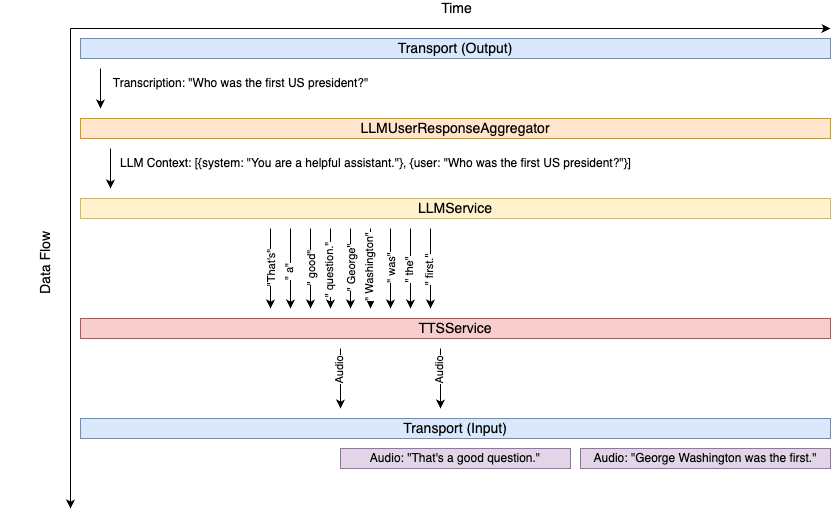 Time
Transport (Output)
Transcription: "Who was the first US president?"
LLMUserResponseAggregator
LLM Context: [{system: "You are a helpful assistant."}, {user: "Who was the first US president?"}]
LLMService
Data Flow
"That's"
" a"
" good"
" question."
" George"
" Washington"
" was"
" the"
" first."
TTSService
Audio
Audio
Transport (Input)
Audio: "That's a good question."
Audio: "George Washington was the first."